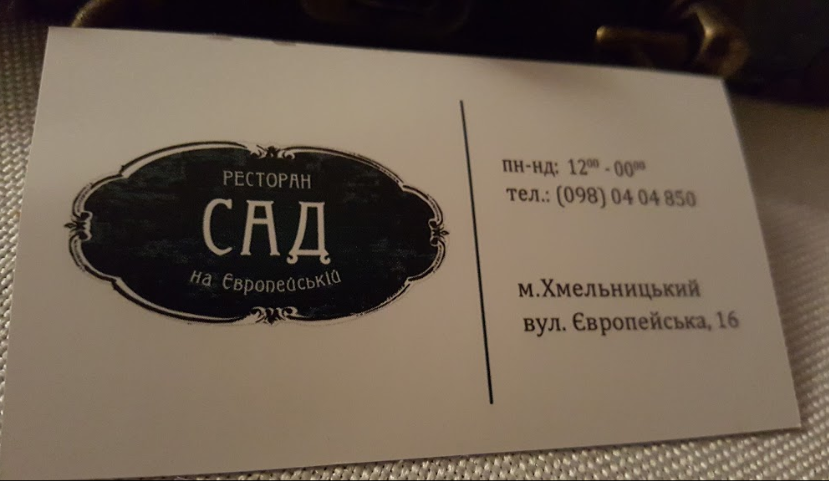 РЕСТОРАН
САД
на Європейській
пн-нд: 12⁰⁰ - 00⁰⁰
тел.: (098) 04 04 850
м.Хмельницький
вул. Європейська, 16